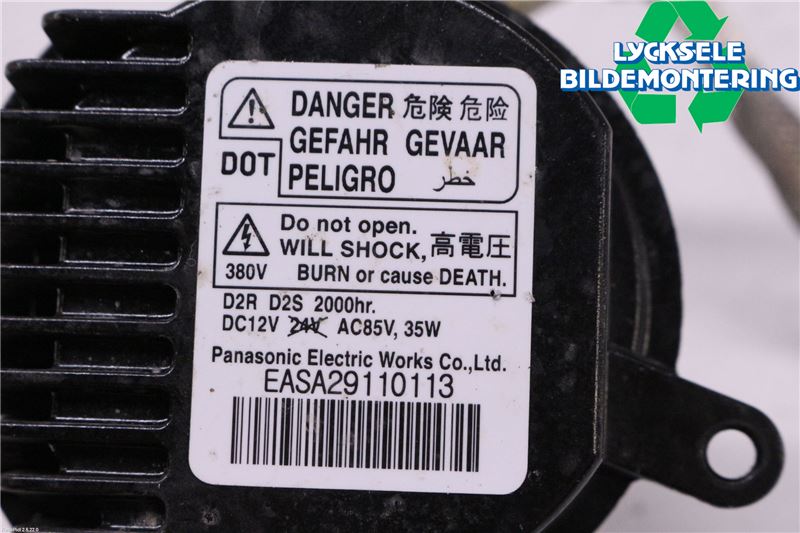 LYCKSELE
BILDEMONTERING
DANGER 危険 危险
DOT GEFAHR GEVAAR
PELIGRO خطر
Do not open.
WILL SHOCK, 高電圧
380V BURN or cause DEATH.
D2R D2S 2000hr.
DC12V 24V AC85V, 35W
Panasonic Electric Works Co.,Ltd.
EASA29110113